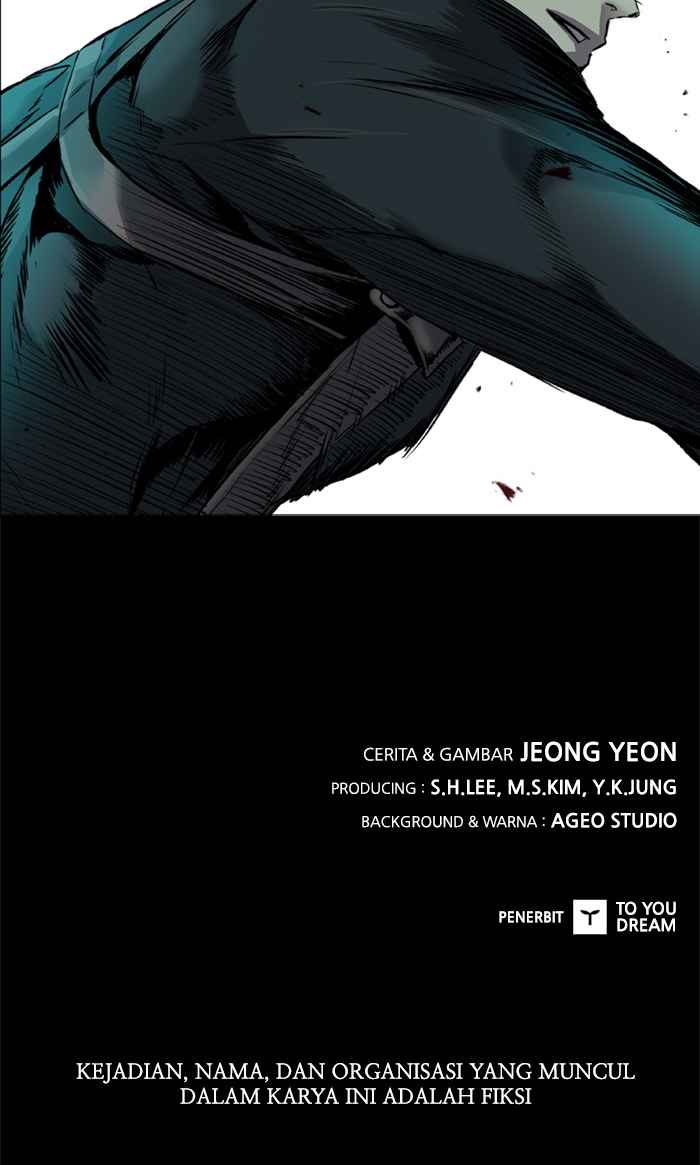 CERITA & GAMBAR JEONG YEON
PRODUCING : S.H.LEE, M.S.KIM, Y.K.JUNG
BACKGROUND & WARNA : AGEO STUDIO
PENERBIT TO YOU
DREAM
KEJADIAN, NAMA, DAN ORGANISASI YANG MUNCUL
DALAM KARYA INI ADALAH FIKSI